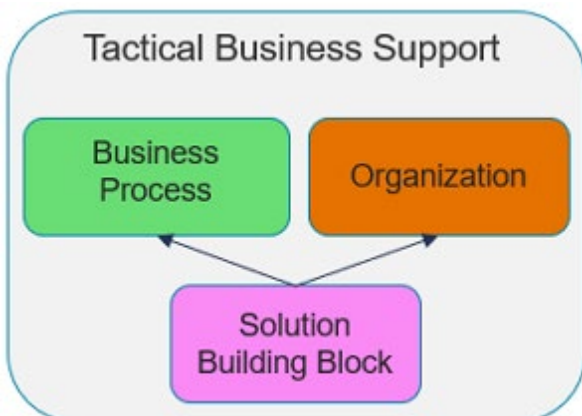 Tactical Business Support
Business
Process
Organization
Solution
Building Block